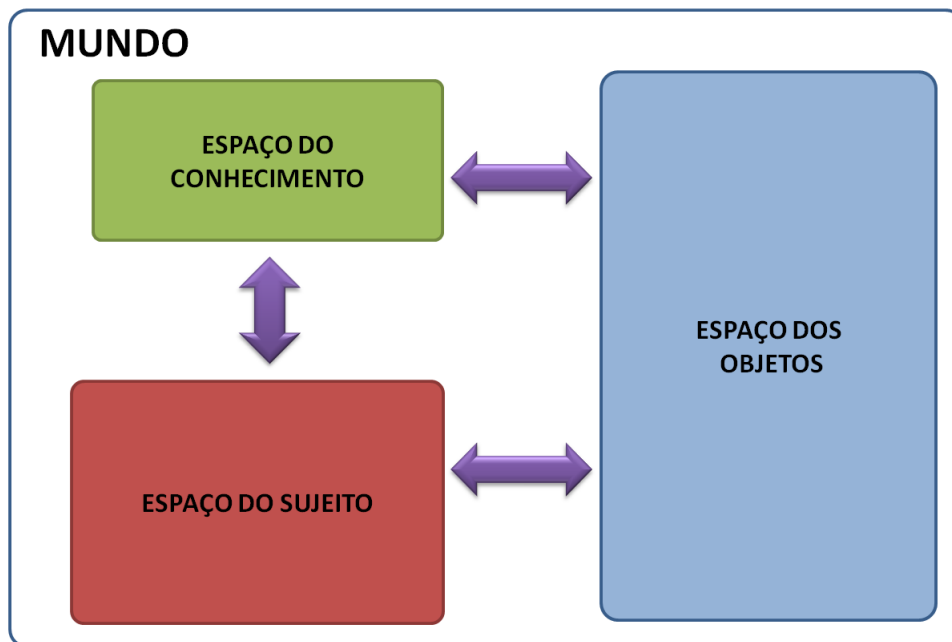 MUNDO
ESPAÇO DO
CONHECIMENTO
ESPAÇO DOS
OBJETOS
ESPAÇO DO SUJEITO